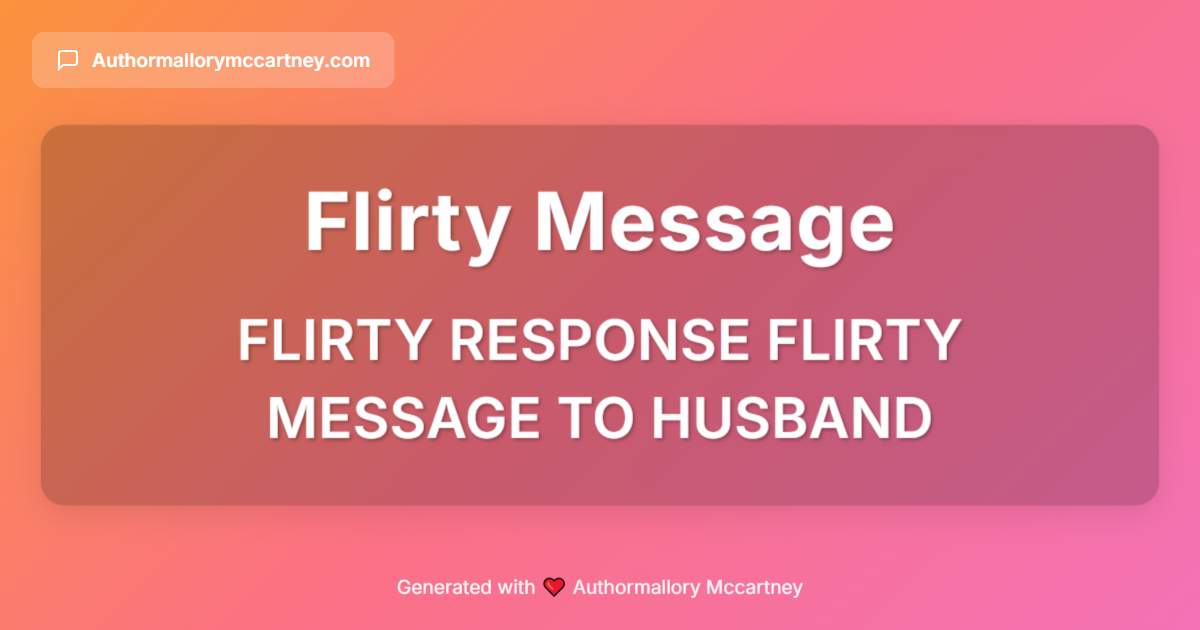 Authormallorymccartney.com
Flirty Message
FLIRTY RESPONSE FLIRTY
MESSAGE TO HUSBAND
Generated with ❤️ Authormallory Mccartney